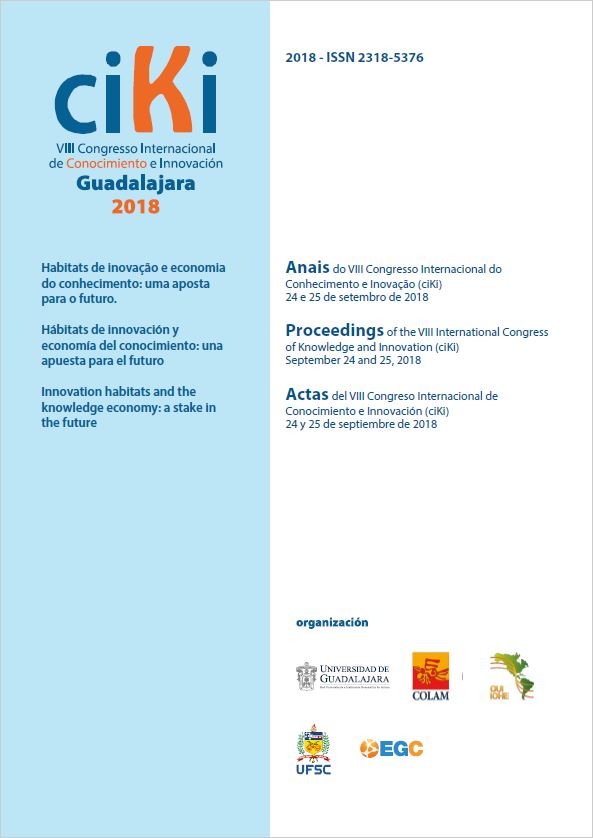 ciKi
VIII Congresso Internacional
de Conocimiento e Innovación
Guadalajara
2018
Habitats de inovação e economia
do conhecimento: uma aposta
para o futuro.
Hábitats de innovación y
economía del conocimiento: una
apuesta para el futuro
Innovation habitats and the
knowledge economy: a stake in
the future
2018 - ISSN 2318-5376
Anais do VIII Congresso Internacional do
Conhecimento e Inovação (ciKi)
24 e 25 de setembro de 2018
Proceedings of the VIII International Congress
of Knowledge and Innovation (ciKi)
September 24 and 25, 2018
Actas del VIII Congreso Internacional de
Conocimiento e Innovación (ciKi)
24 y 25 de septiembre de 2018
organización
UNIVERSIDAD DE
GUADALAJARA
COLAM
OUI
IOHE
UFSC
EGC